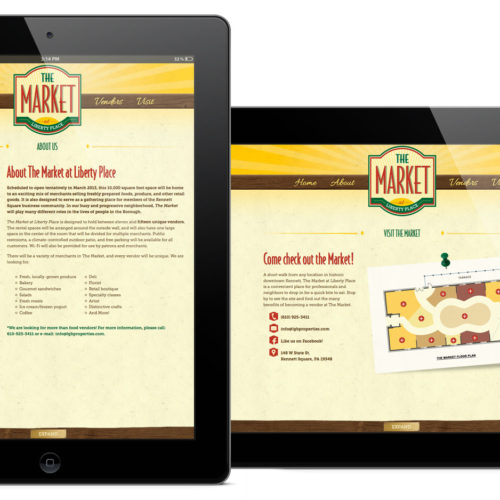 3:14 PM
THE
MARKET
at
LIBERTY PLACE
Vendors
Visit
ABOUT US
About The Market at Liberty Place
Scheduled to open tentatively in March 2013, this 10,000 square foot space will be home
to an exciting mix of merchants selling freshly prepared foods, produce, and other retail
goods. It is also designed to serve as a gathering place for members of the Kennett
Square business community. In our busy and progressive neighborhood, The Market
will play many different roles in the lives of people in the Borough.
The Market at Liberty Place is designed to hold between eleven and fifteen unique vendors.
The rental spaces will be arranged around the outside wall, and will also have one large
space in the center of the room that will be divided for multiple merchants. Public
restrooms, a climate-controlled outdoor patio, and free parking will be available for all
customers. Wi-Fi will also be provided for use by patrons and merchants.
There will be a variety of merchants in The Market, and every vendor will be unique. We are
looking for:
Fresh, locally-grown produce
Bakery
Gourmet sandwiches
Salads
Fresh meats
Ice cream/frozen yogurt
Coffee
Deli
Florist
Retail boutique
Specialty classes
Artist
Crafts
And More!
*We are looking for more than food vendors! For more information, please call:
610-925-3411 or e-mail: info@lghproperties.com.
EXPAND
Home
About
THE
MARKET
at
LIBERTY PLACE
Vendors
VISIT THE MARKET
Come check out the Market!
A short walk from any location in historic
downtown Kennett, The Market at Liberty Place
is a convenient place for professionals and
neighbors to drop in for a quick bite to eat. Stop
by to see the site and find out the many
benefits of becoming a vendor at The Market.
(610)-925-3411
info@lghproperties.com
Like us on Facebook!
148 W State St.
Kennett Square, PA 19348
TERRACE
THE MARKET FLOOR PLAN
EXPAND